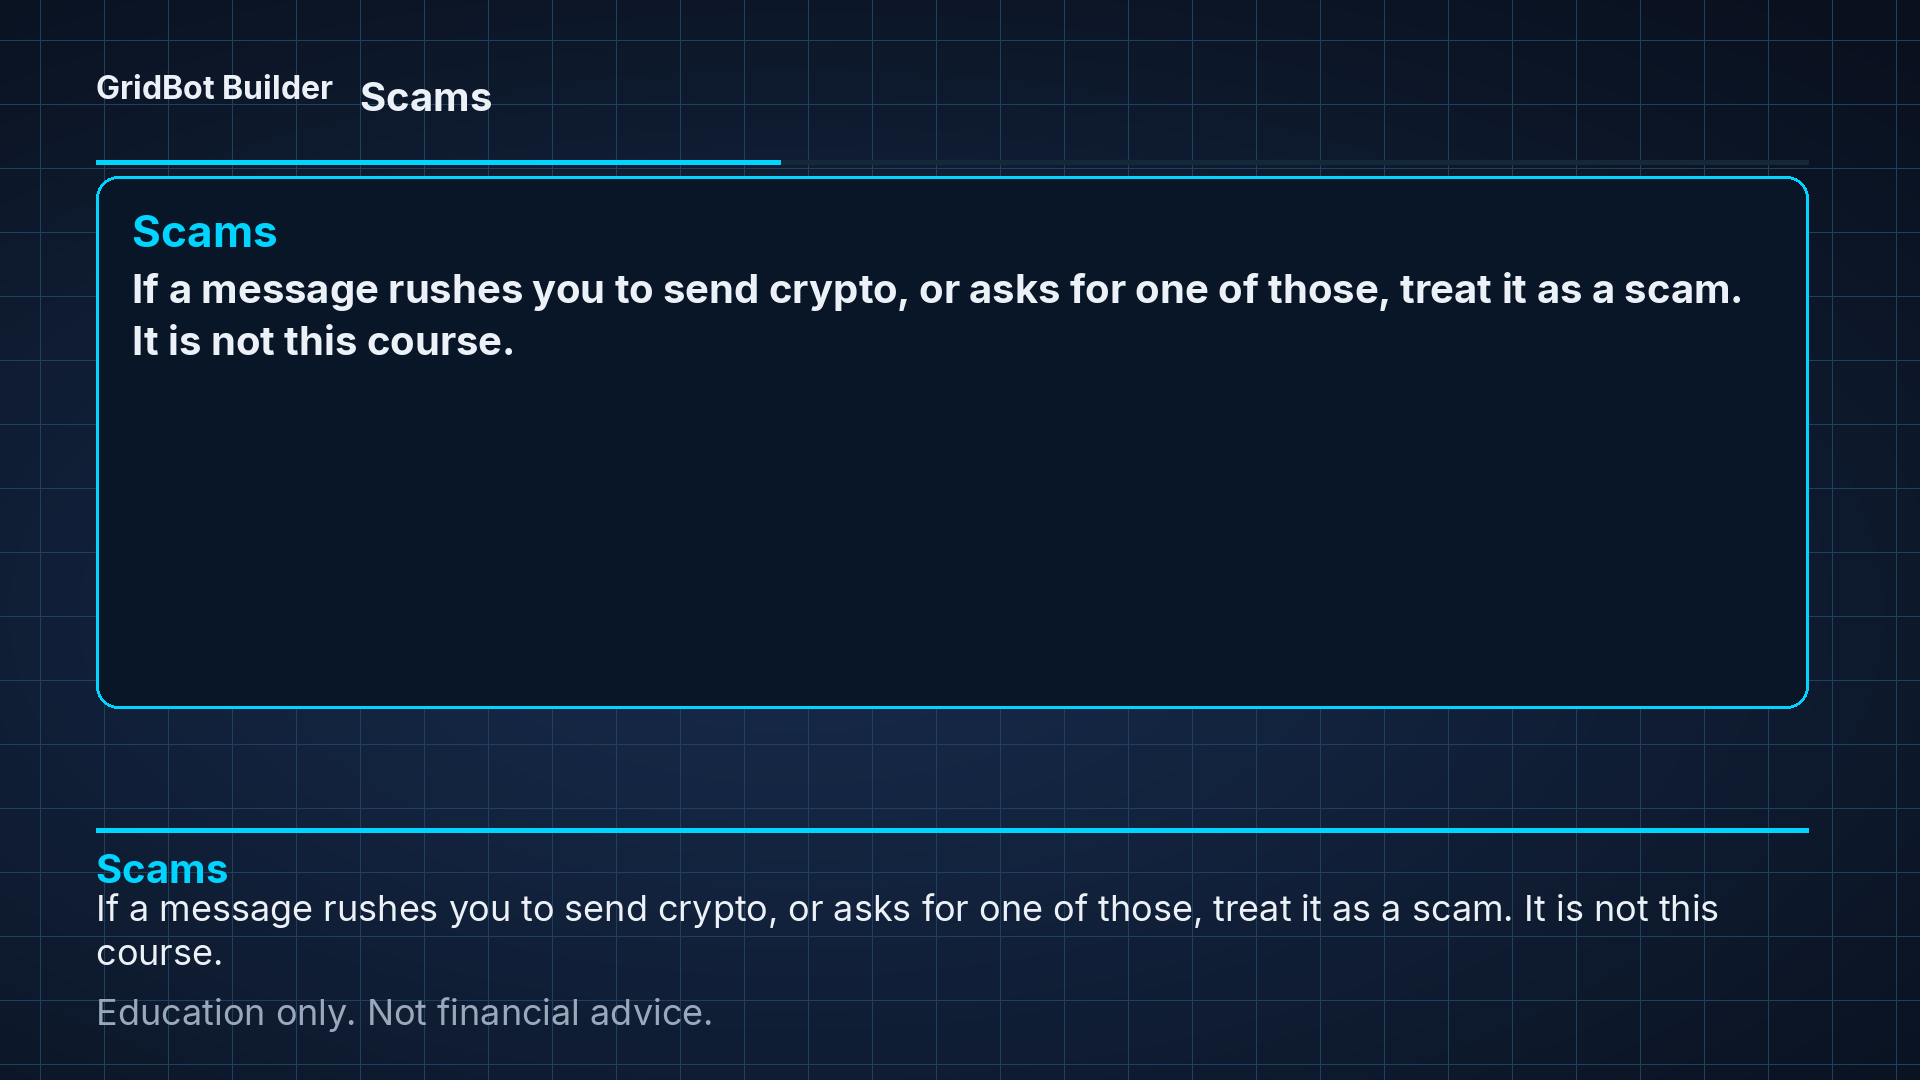 GridBot Builder Scams
Scams
If a message rushes you to send crypto, or asks for one of those, treat it as a scam.
It is not this course.
Scams
If a message rushes you to send crypto, or asks for one of those, treat it as a scam. It is not this
course.
Education only. Not financial advice.